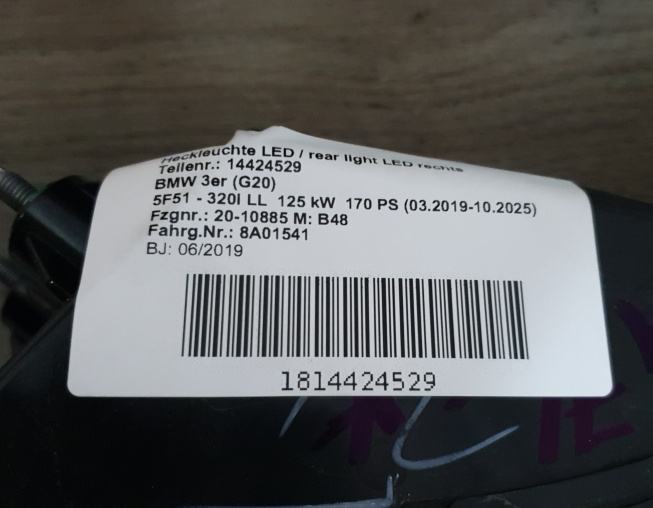 Heckleuchte LED / rear light LED rechts
Teilenr.: 14424529
BMW 3er (G20)
5F51 - 320I LL 125 kW 170 PS (03.2019-10.2025)
Fzgnr.: 20-10885 M: B48
Fahrg.Nr.: 8A01541
BJ: 06/2019
1814424529